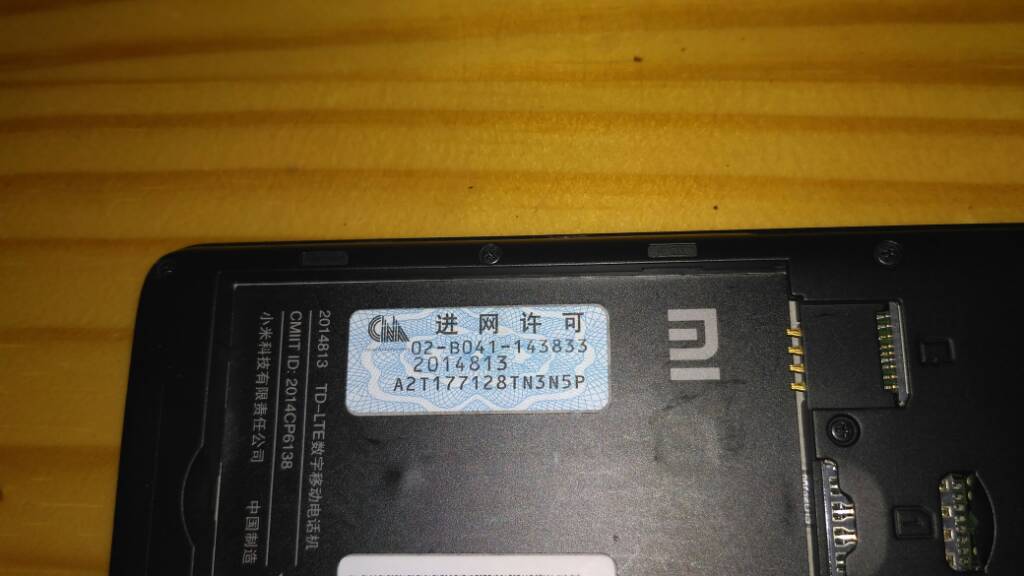 进网许可
02-B041-143833
2014813
A2T177128TN3N5P
2014813 TD-LTE数字移动电话机
CMIIT ID: 2014CP6138
小米科技有限责任公司 中国制造